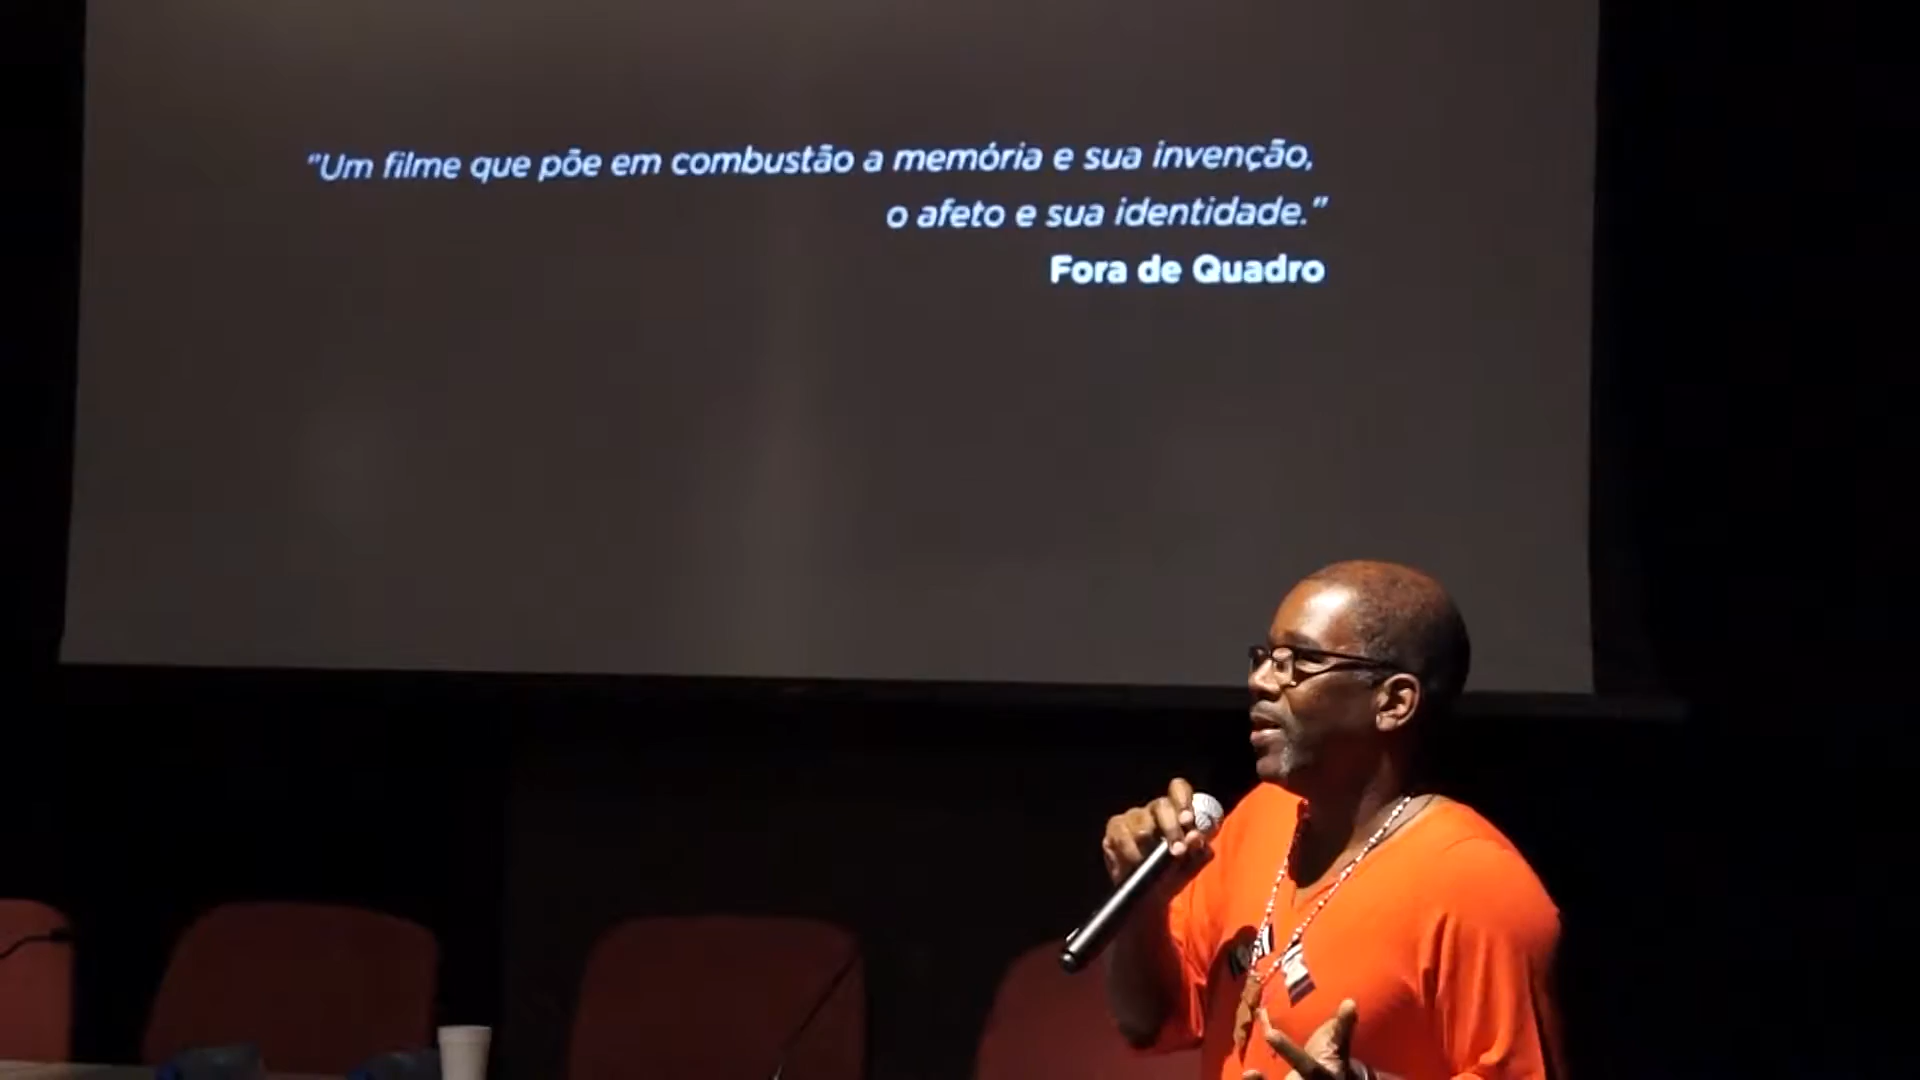 "Um filme que põe em combustão a memória e sua invenção,
o afeto e sua identidade."
Fora de Quadro